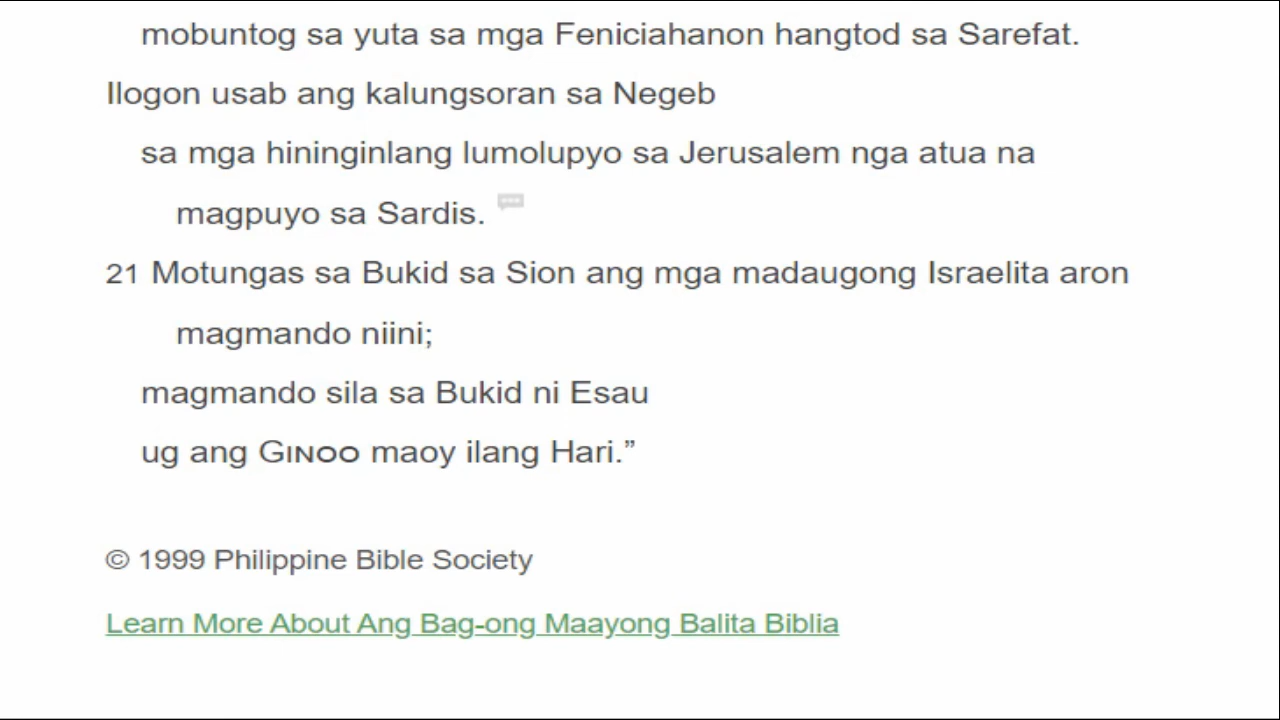 mobuntog sa yuta sa mga Feniciahanon hangtod sa Sarefat.
Ilogon usab ang kalungsoran sa Negeb
sa mga hininginlang lumolupyo sa Jerusalem nga atua na
magpuyo sa Sardis.
21 Motungas sa Bukid sa Sion ang mga madaugong Israelita aron
magmando niini;
magmando sila sa Bukid ni Esau
ug ang GINOO maoy ilang Hari.”
© 1999 Philippine Bible Society
Learn More About Ang Bag-ong Maayong Balita Biblia